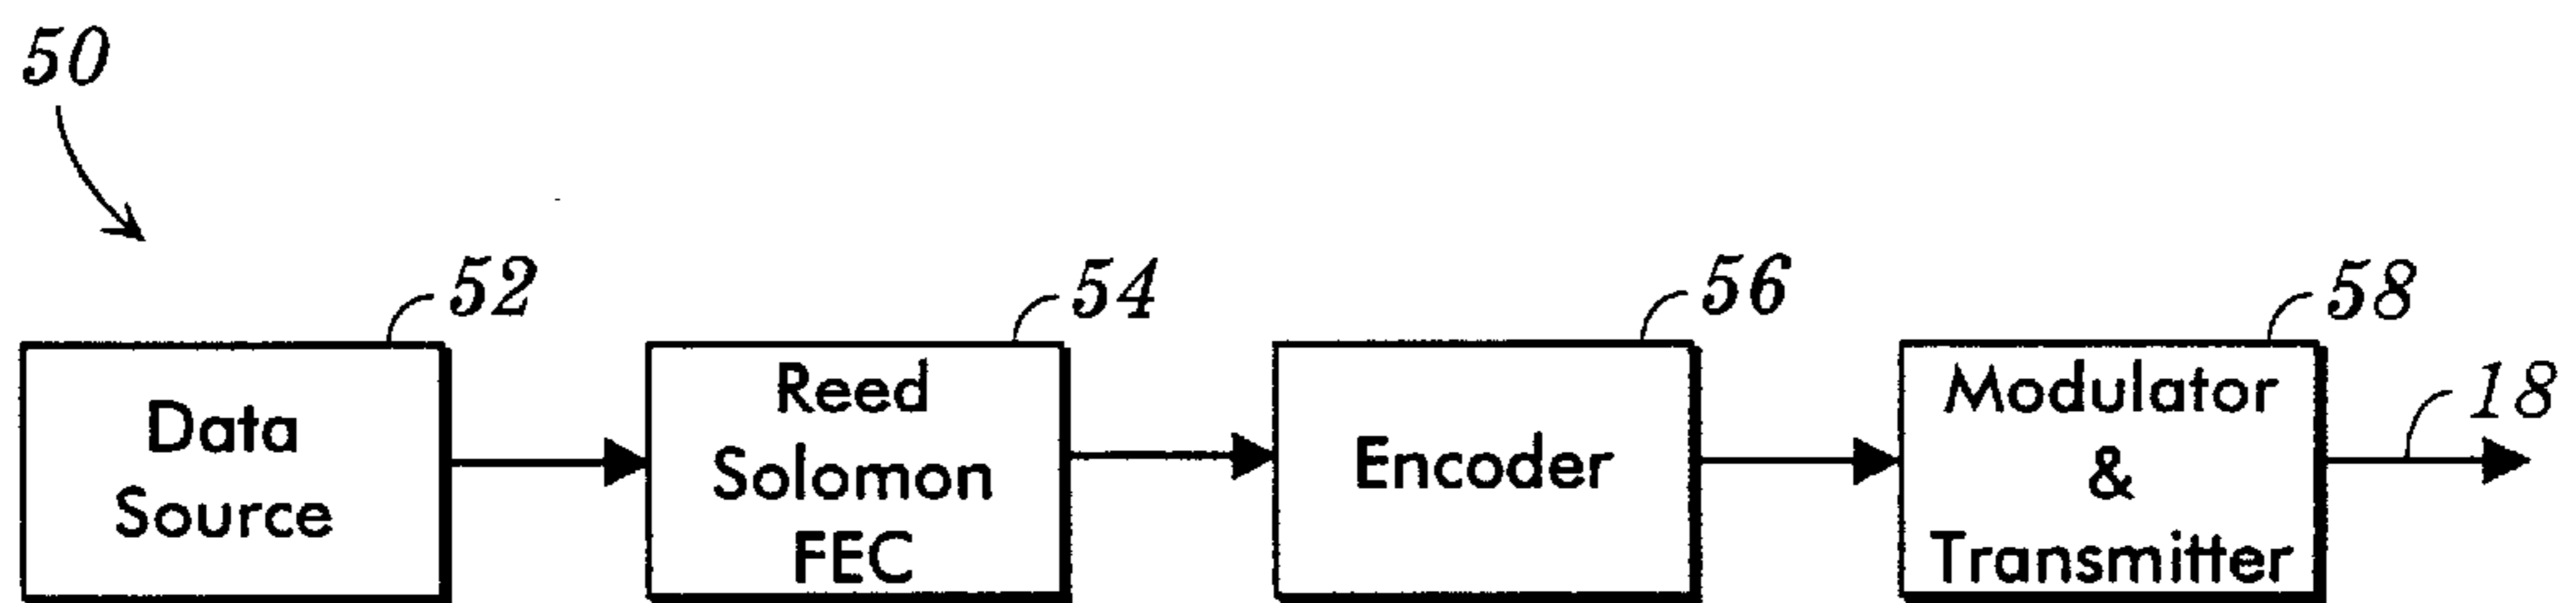 50
52
54
56
58
Data
Source
Reed
Solomon
FEC
Encoder
Modulator
&
Transmitter
18